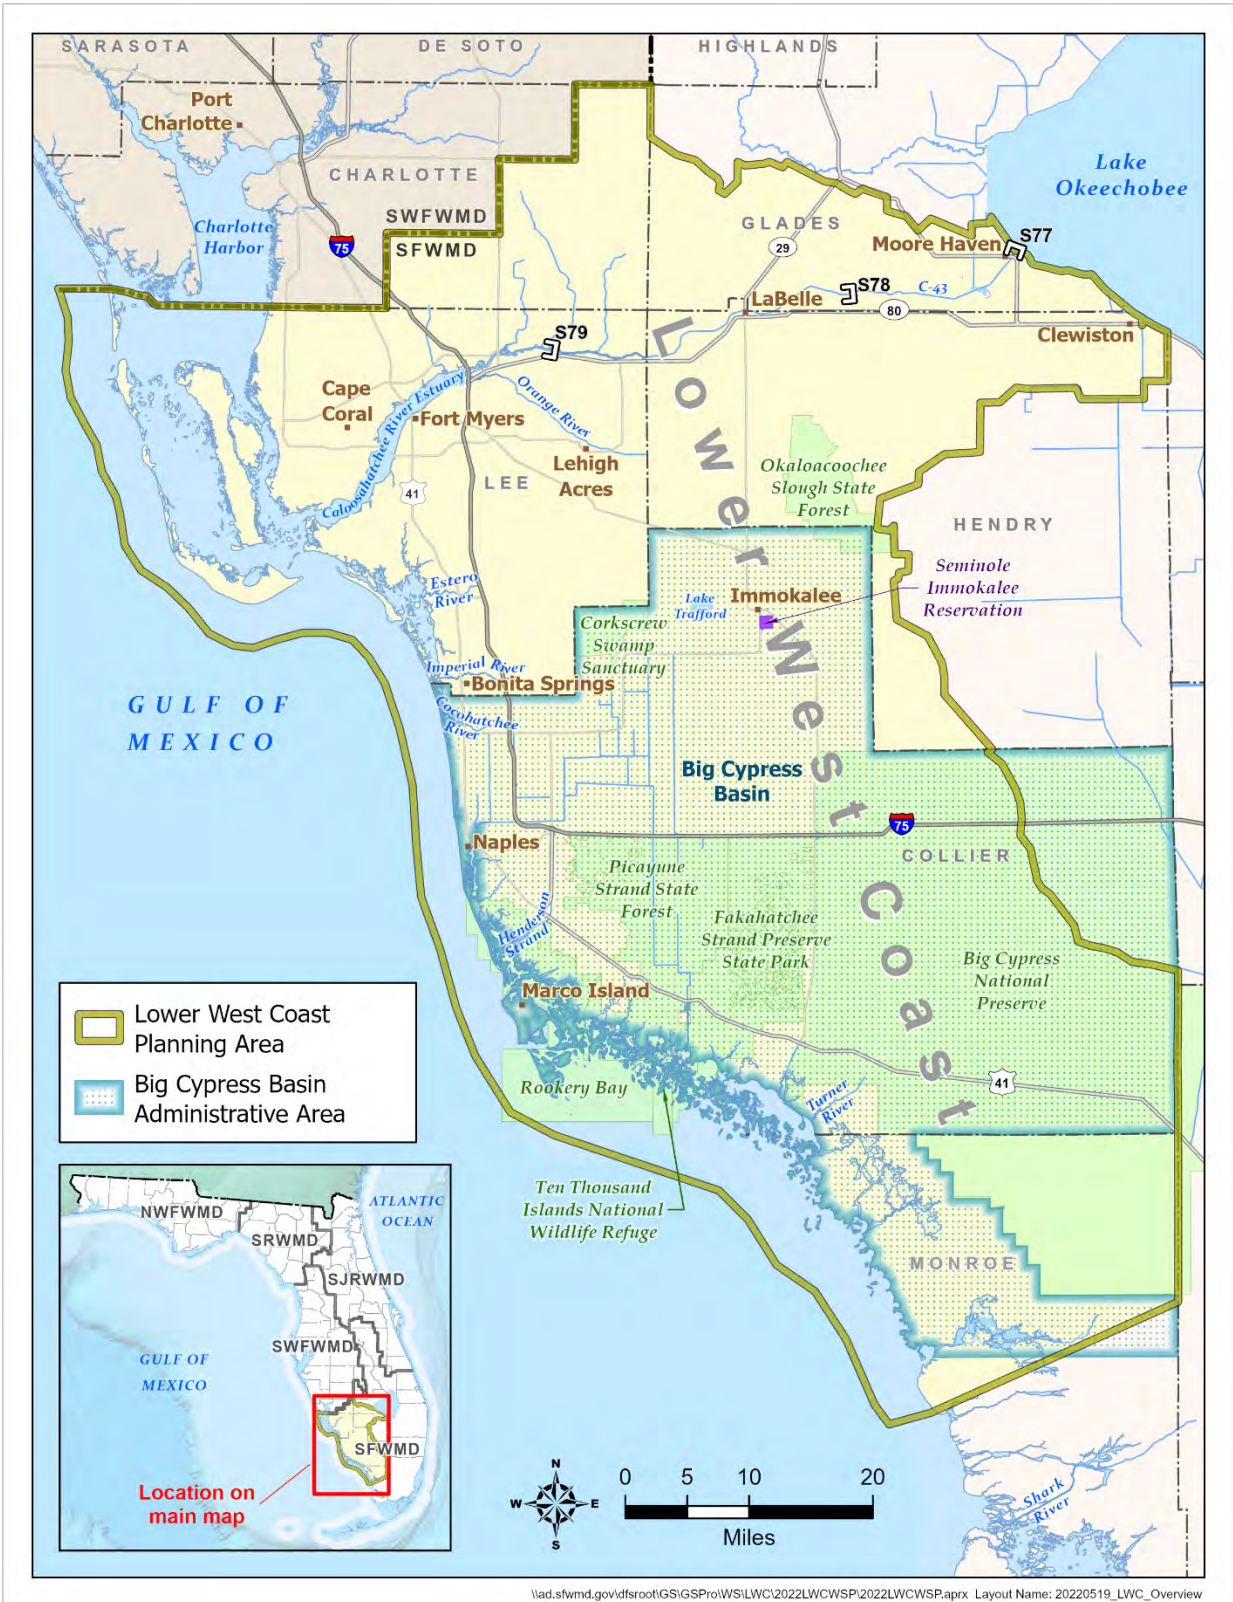 SARASOTA
DE SOTO
HIGHLANDS
Port
Charlotte
Lake
Okeechobee
CHARLOTTE
SWFWMD
SFWMD
Charlotte
Harbor
75
GLADES
29
Moore Haven
S77
S78
C-43
LaBelle
80
Clewiston
S79
Cape
Coral
Fort Myers
Caloosahatchee River Estuary
Orange River
Lehigh
Acres
LEE
41
Okaloacoochee
Slough State
Forest
HENDRY
Seminole
Immokalee
Reservation
Estero
River
Lake
Trafford
Immokalee
Corkscrew
Swamp
Sanctuary
Imperial River
Bonita Springs
Cocohatchee
River
GULF OF
MEXICO
Lower West Coast
Big Cypress
Basin
75
COLLIER
Naples
Picayune
Strand State
Forest
Henderson
Strand
Fakahatchee
Strand Preserve
State Park
Big Cypress
National
Preserve
Marco Island
Rookery Bay
41
Turner
River
Ten Thousand
Islands National
Wildlife Refuge
MONROE
Shark
River
Lower West Coast
Planning Area
Big Cypress Basin
Administrative Area
NWFWMD
SRWMD
SJRWMD
SWFWMD
SFWMD
ATLANTIC
OCEAN
GULF OF
MEXICO
Location on
main map
N
W E
S
0 5 10 20
Miles
\\ad.sfwmd.gov\dfsroot\GS\GSPro\WS\LWC\2022LWCWSP\2022LWCWSP.aprx Layout Name: 20220519_LWC_Overview